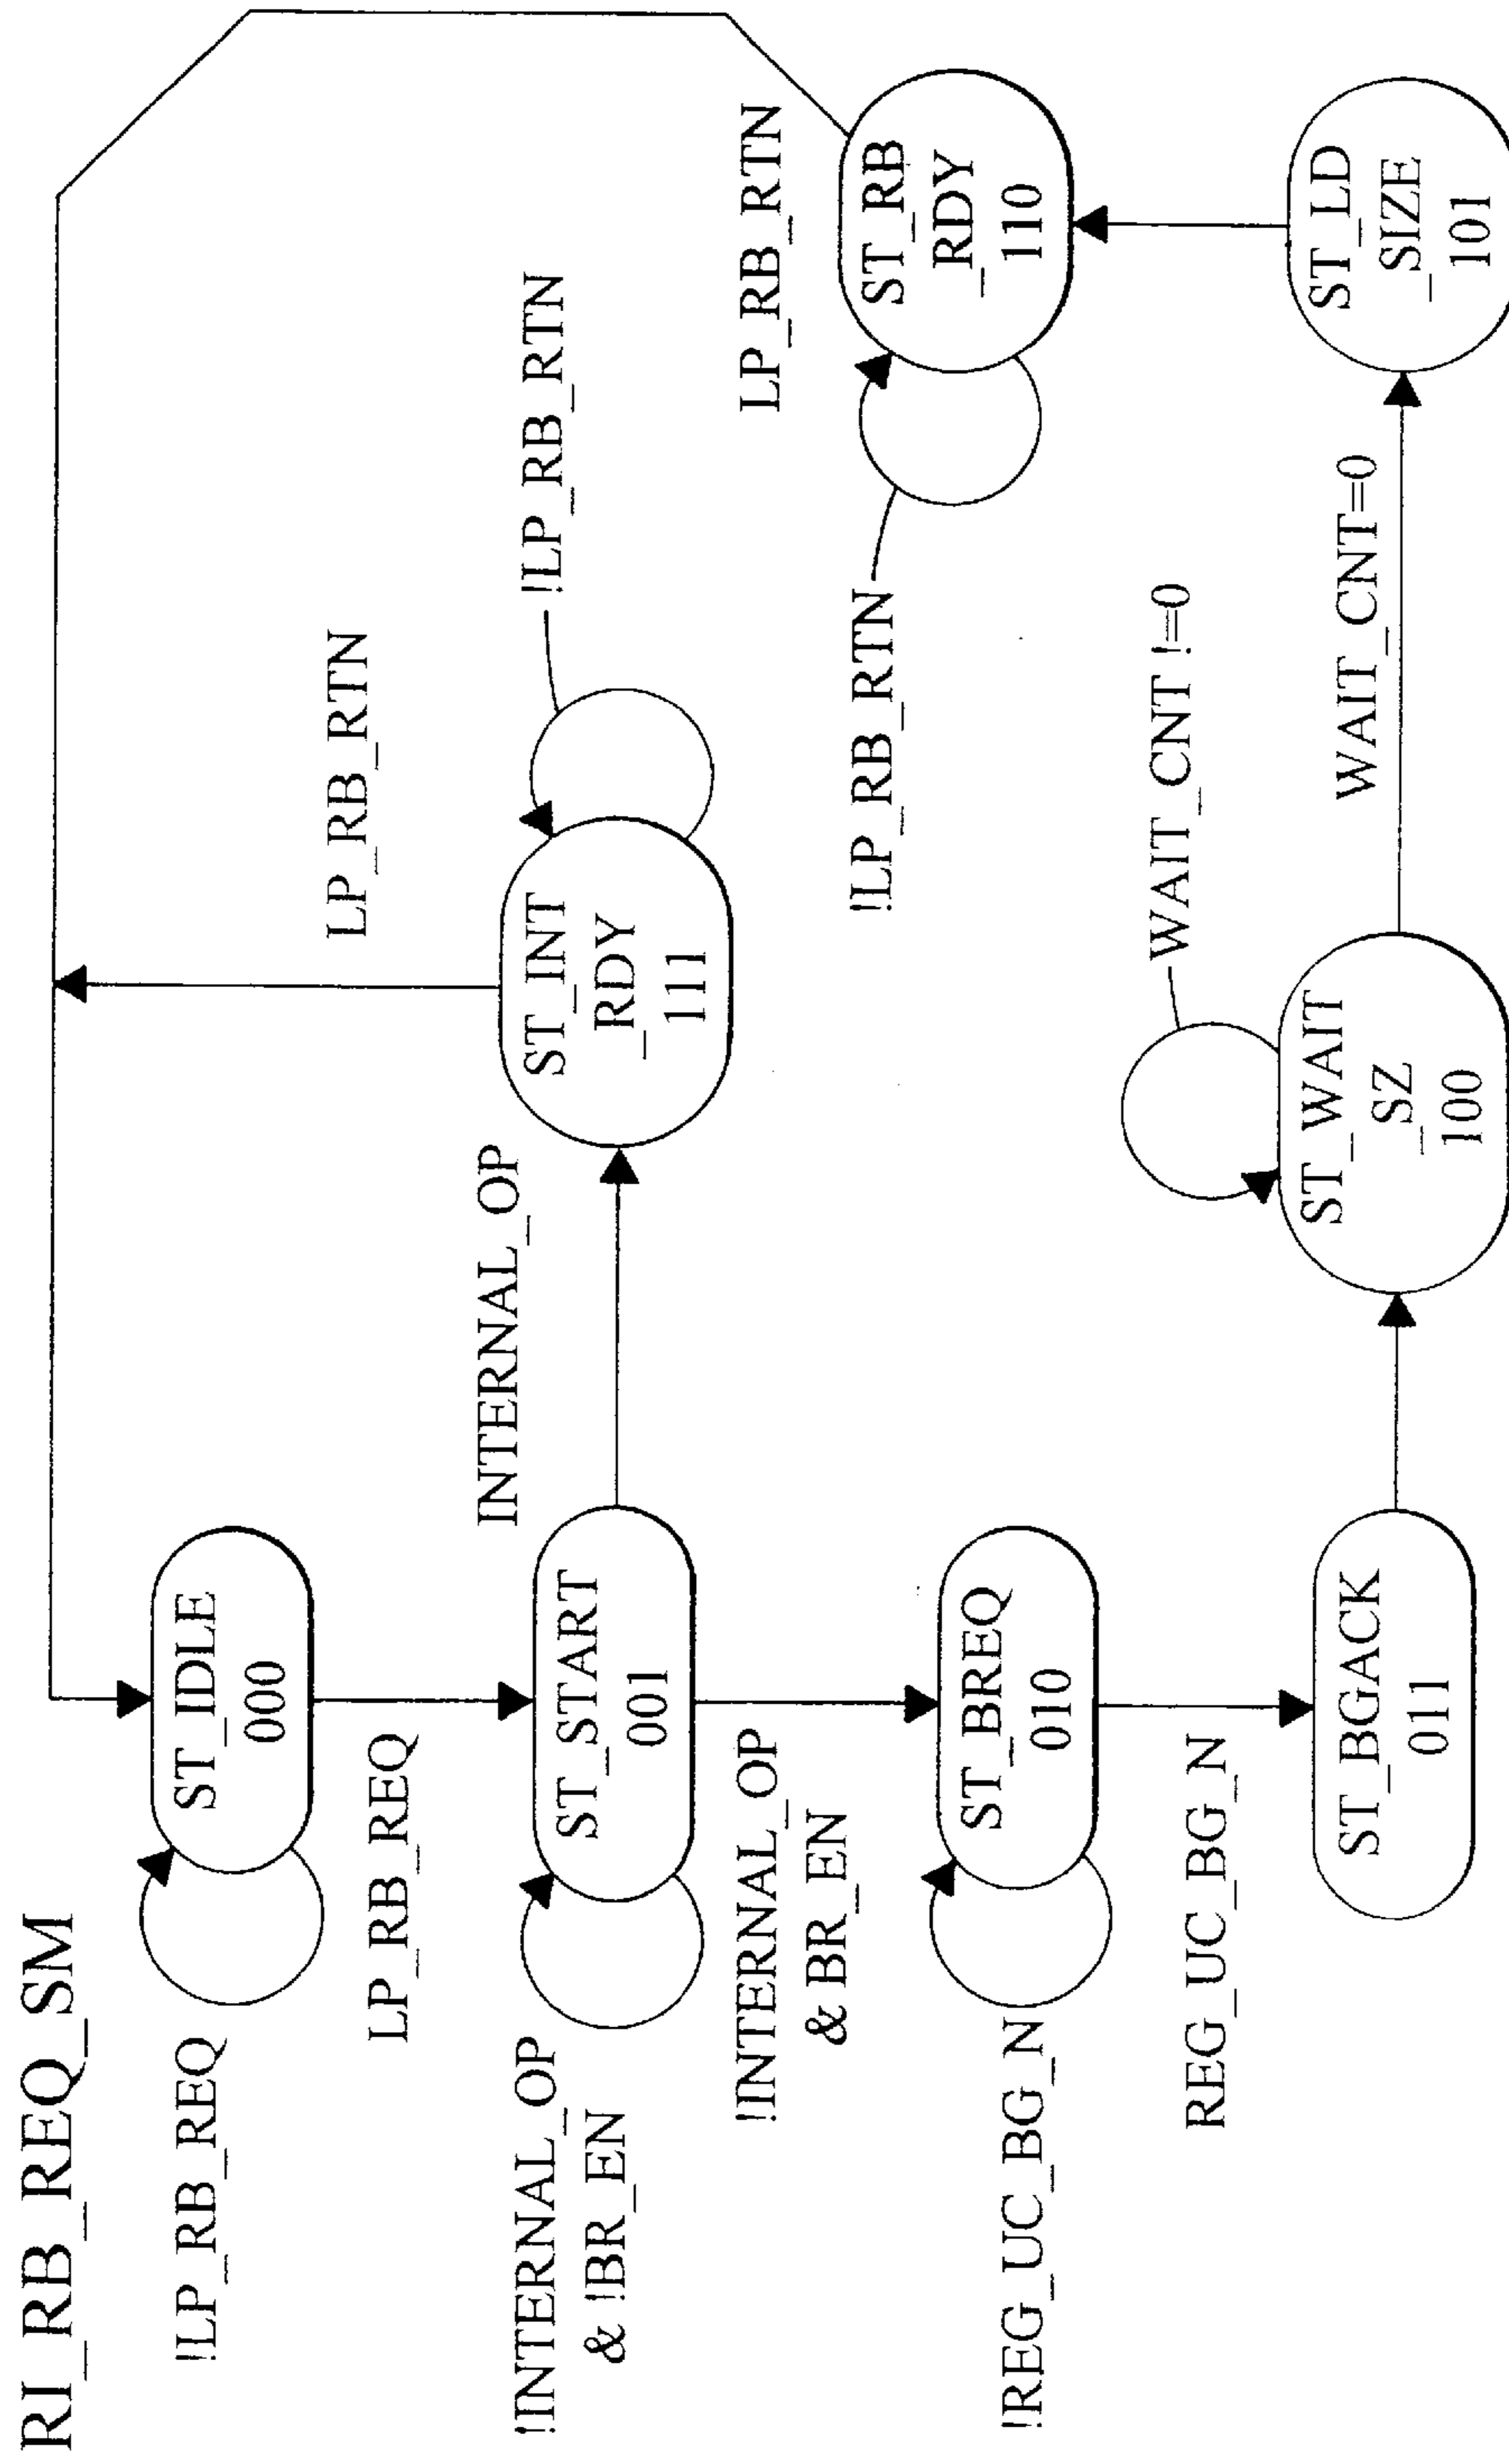 RI_RB_REQ_SM
!LP_RB_REQ
ST_IDLE
000
LP_RB_REQ
!INTERNAL_OP
& !BR_EN
ST_START
001
INTERNAL_OP
ST_INT
_RDY
111
LP_RB_RTN
!LP_RB_RTN
!INTERNAL_OP
& BR_EN
!REG_UC_BG_N
ST_BREQ
010
REG_UC_BG_N
!LP_RB_RTN
ST_RB
_RDY
110
LP_RB_RTN
ST_BGACK
011
ST_WAIT
_SZ
100
WAIT_CNT !=0
WAIT_CNT=0
ST_LD
_SIZE
101